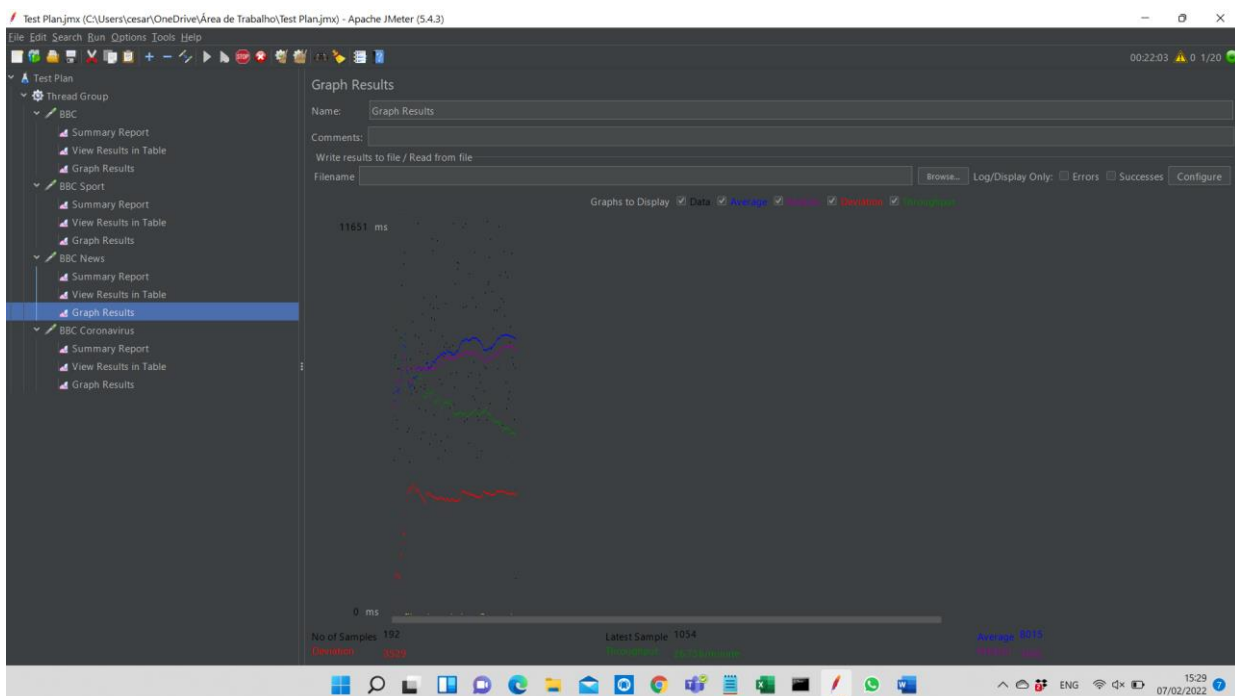 Test Plan.jmx (C:\Users\cesar\OneDrive\Área de Trabalho\Test Plan.jmx) - Apache JMeter (5.4.3)
File Edit Search Run Options Tools Help
00:22:03 0 1/20
Test Plan
Thread Group
BBC
Summary Report
View Results in Table
Graph Results
BBC Sport
Summary Report
View Results in Table
Graph Results
BBC News
Summary Report
View Results in Table
Graph Results
BBC Coronavirus
Summary Report
View Results in Table
Graph Results
Graph Results
Name: Graph Results
Comments:
Write results to file / Read from file
Filename Browse... Log/Display Only: Errors Successes Configure
Graphs to Display Data Average Deviation Throughput
11651 ms
0 ms
No of Samples 192 Latest Sample 1054 Average 8015
Deviation 3529 Throughput
ENG 15:29
07/02/2022 7